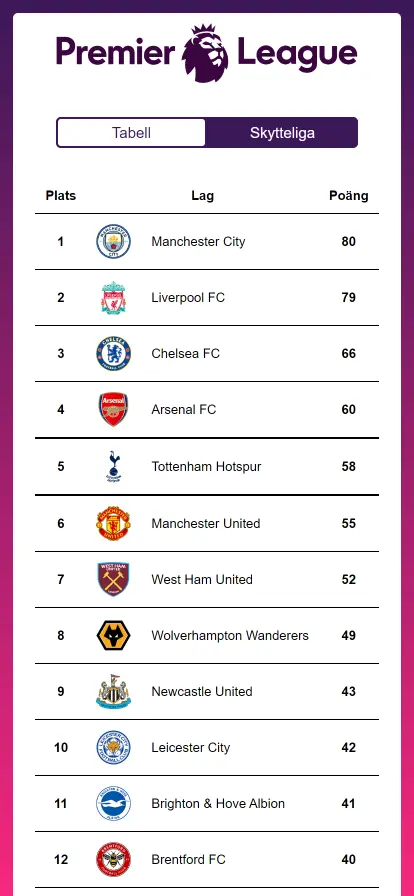 Premier League
Tabell Skytteliga
Plats Lag Poäng
1 Manchester City 80
2 Liverpool FC 79
3 Chelsea FC 66
4 Arsenal FC 60
5 Tottenham Hotspur 58
6 Manchester United 55
7 West Ham United 52
8 Wolverhampton Wanderers 49
9 Newcastle United 43
10 Leicester City 42
11 Brighton & Hove Albion 41
12 Brentford FC 40